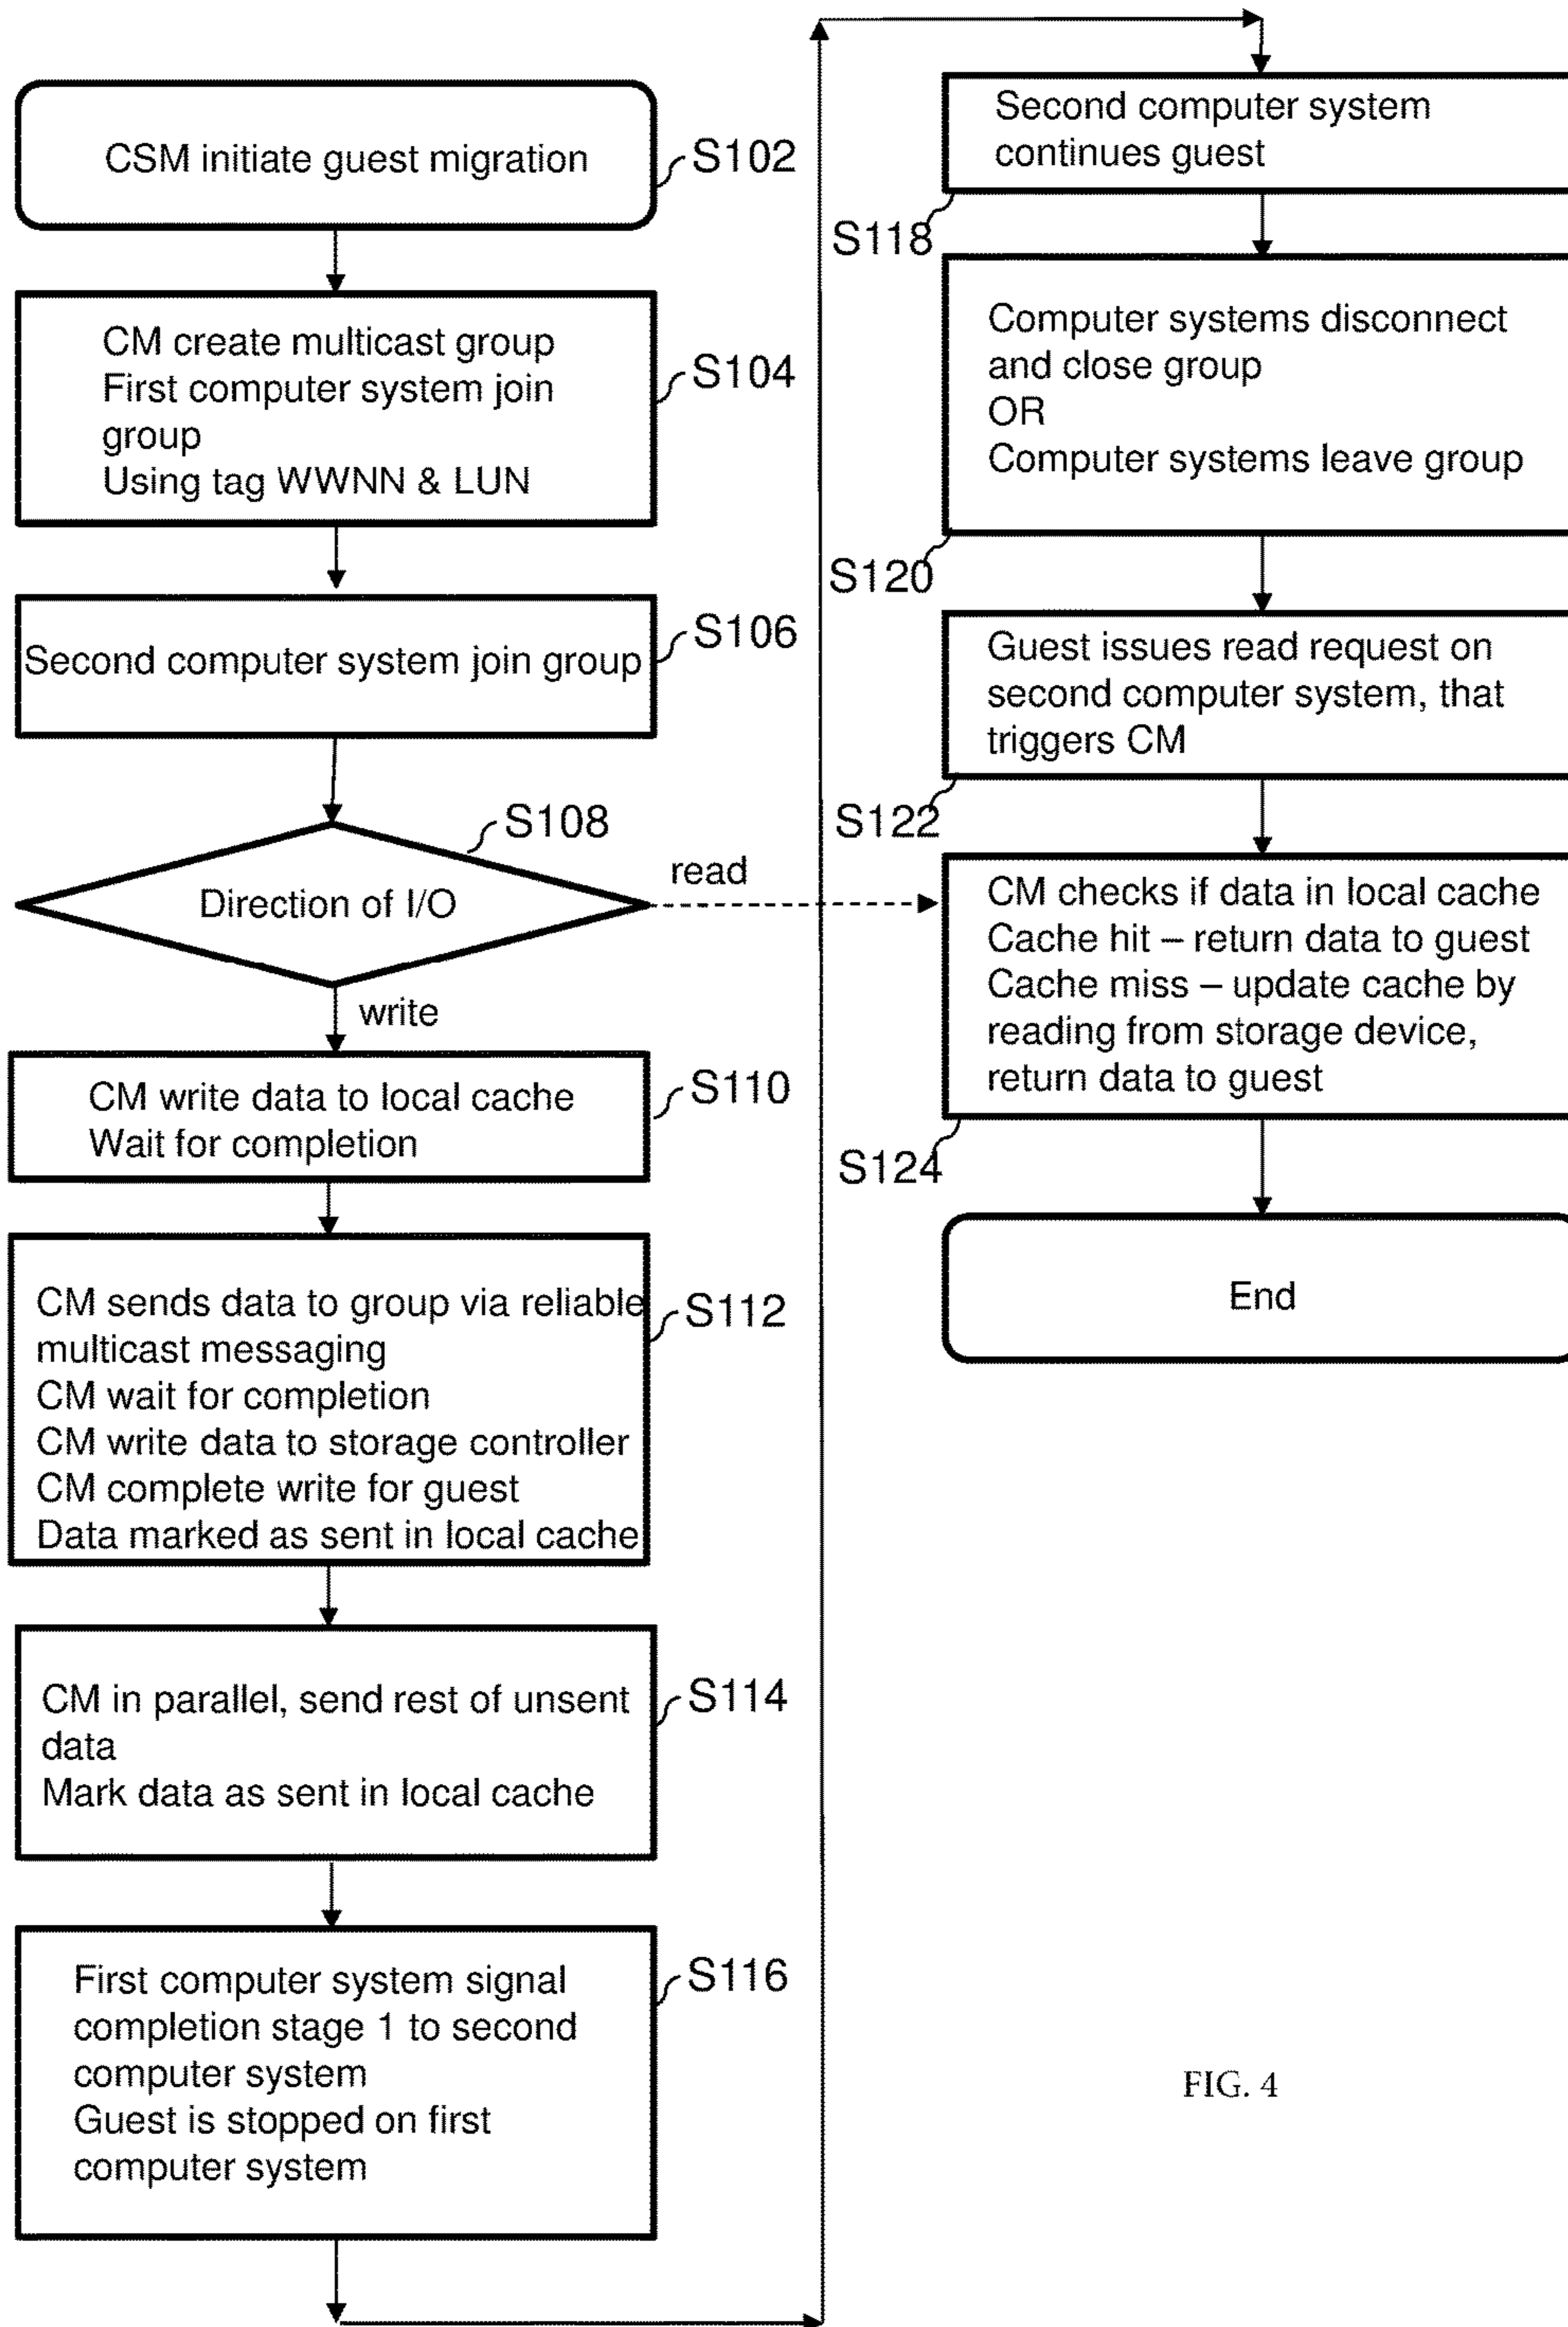 CSM initiate guest migration
S102
CM create multicast group
First computer system join
group
Using tag WWNN & LUN
S104
Second computer system join group
S106
S108
Direction of I/O
read
write
CM write data to local cache
Wait for completion
S110
CM sends data to group via reliable
multicast messaging
CM wait for completion
CM write data to storage controller
CM complete write for guest
Data marked as sent in local cache
S112
CM in parallel, send rest of unsent
data
Mark data as sent in local cache
S114
First computer system signal
completion stage 1 to second
computer system
Guest is stopped on first
computer system
S116
Second computer system
continues guest
S118
Computer systems disconnect
and close group
OR
Computer systems leave group
S120
Guest issues read request on
second computer system, that
triggers CM
S122
CM checks if data in local cache
Cache hit – return data to guest
Cache miss – update cache by
reading from storage device,
return data to guest
S124
End
FIG. 4